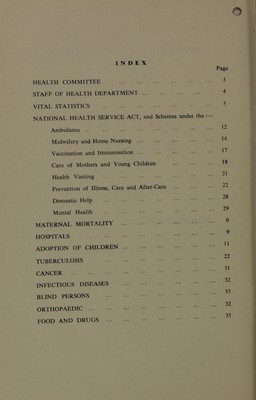 INDEX
Page
HEALTH COMMITTEE ... 3
STAFF OF HEALTH DEPARTMENT ... 4
VITAL STATISTICS ... 5
NATIONAL HEALTH SERVICE ACT, and Schemes under the :—
Ambulance ... 12
Midwifery and Home Nursing ... 14
Vaccination and Immunisation ... 17
Care of Mothers and Young Children ... 18
Health Visiting ... 21
Prevention of Illness, Care and After-Care ... 22
Domestic Help ... 28
Mental Health ... 29
MATERNAL MORTALITY ... 6
HOSPITALS ... 9
ADOPTION OF CHILDREN ... 11
TUBERCULOSIS ... 22
CANCER ... 31
INFECTIOUS DISEASES ... 32
BLIND PERSONS ... 33
ORTHOPAEDIC ... 52
FOOD AND DRUGS ... 35